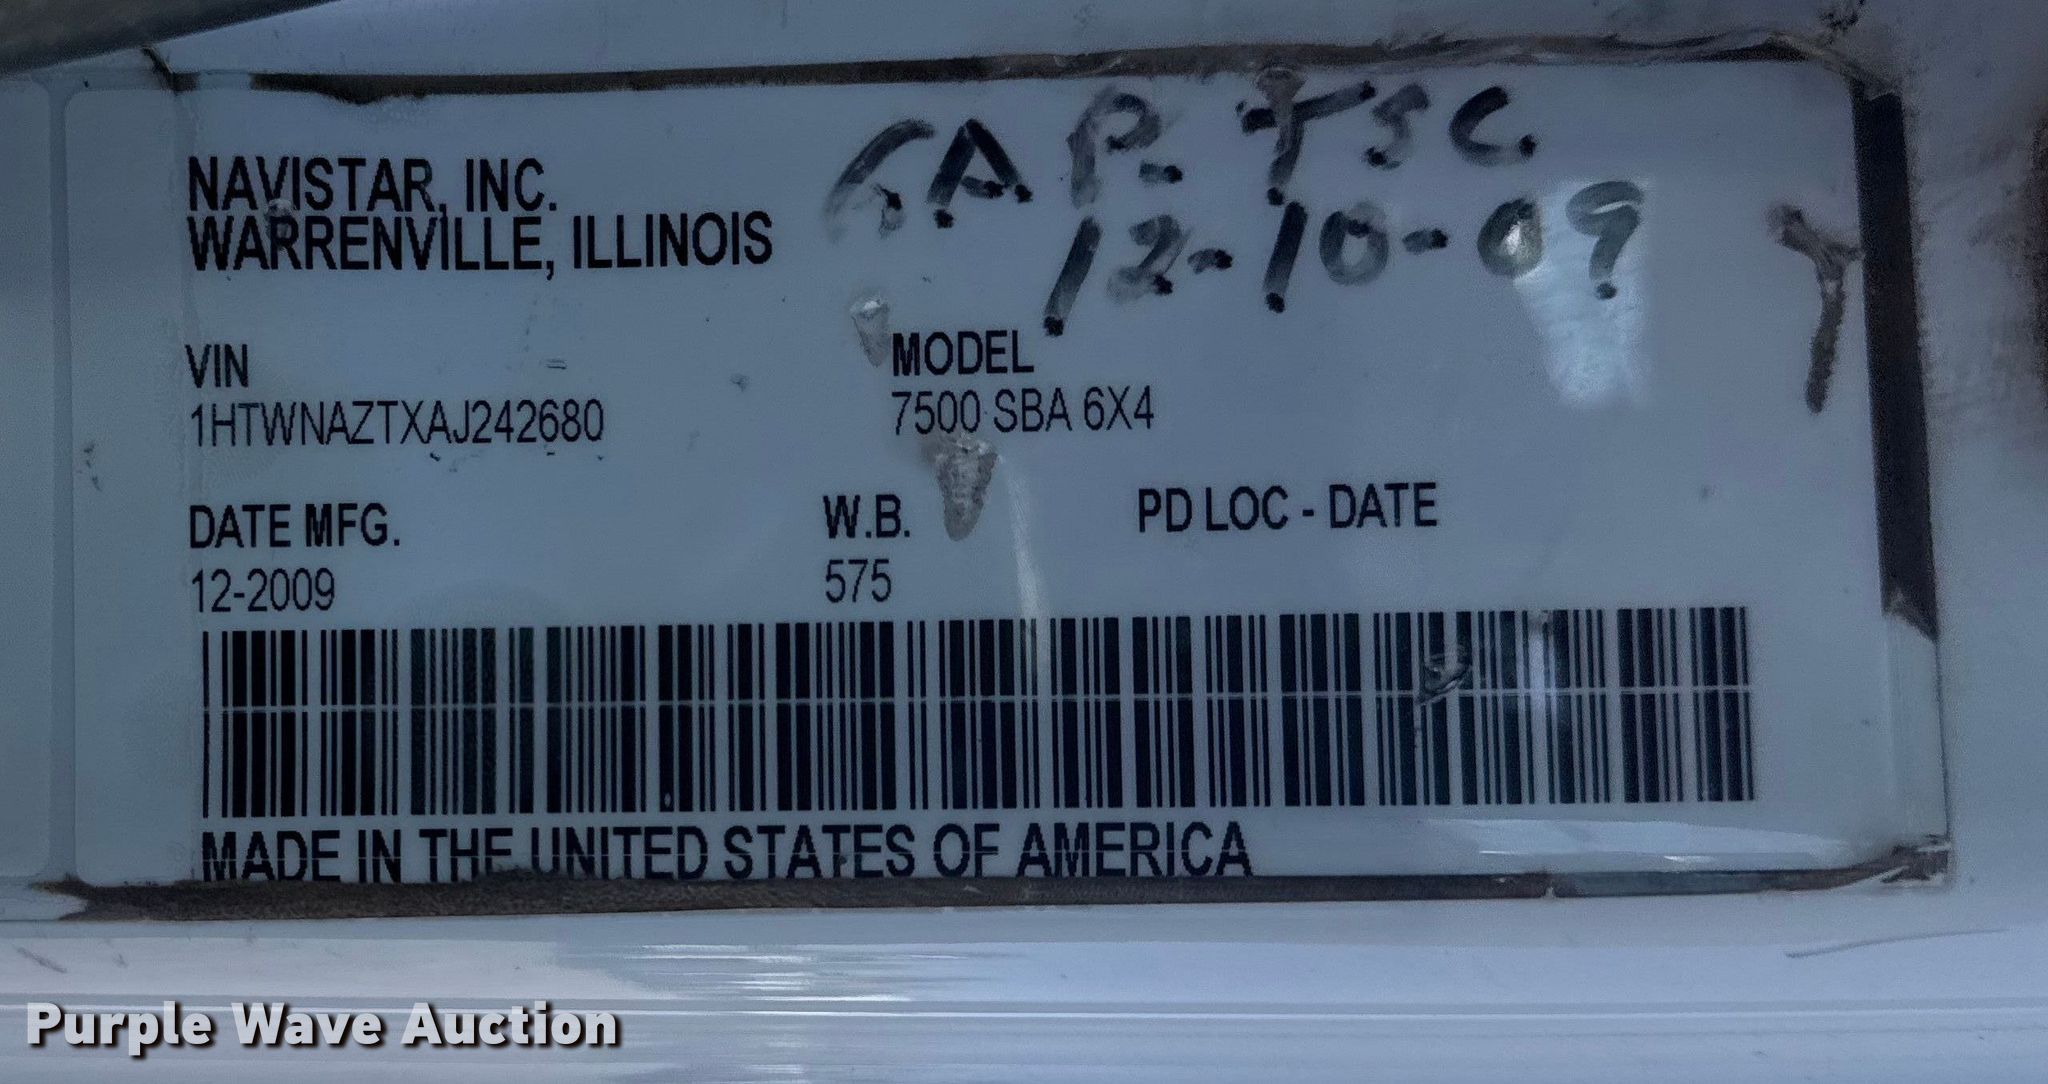 CAP. TSC
12-10-09
NAVISTAR, INC.
WARRENVILLE, ILLINOIS
VIN
1HTWNAZTXAJ242680
MODEL
7500 SBA 6X4
DATE MFG.
12-2009
W.B.
575
PD LOC - DATE
MADE IN THE UNITED STATES OF AMERICA
Purple Wave Auction